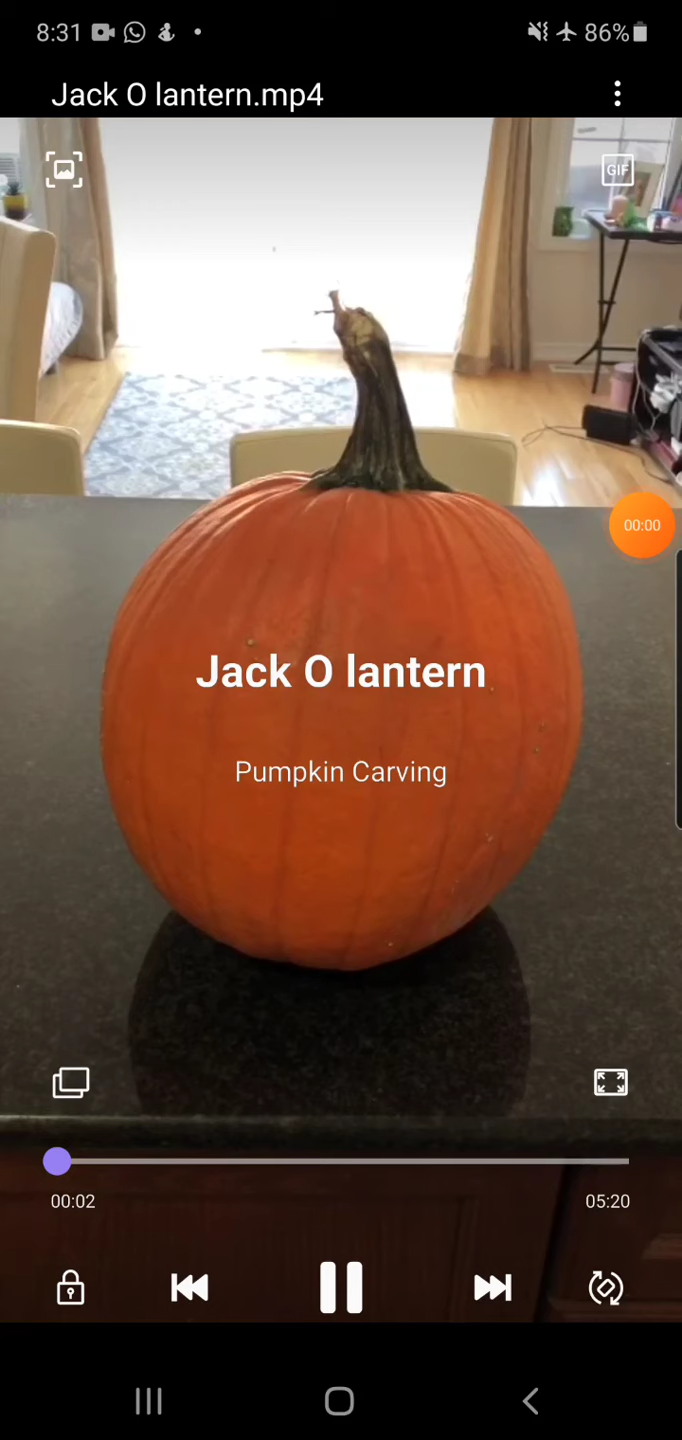 8:31
86%
Jack O lantern.mp4
GIF
00:00
Jack O lantern
Pumpkin Carving
00:02
05:20